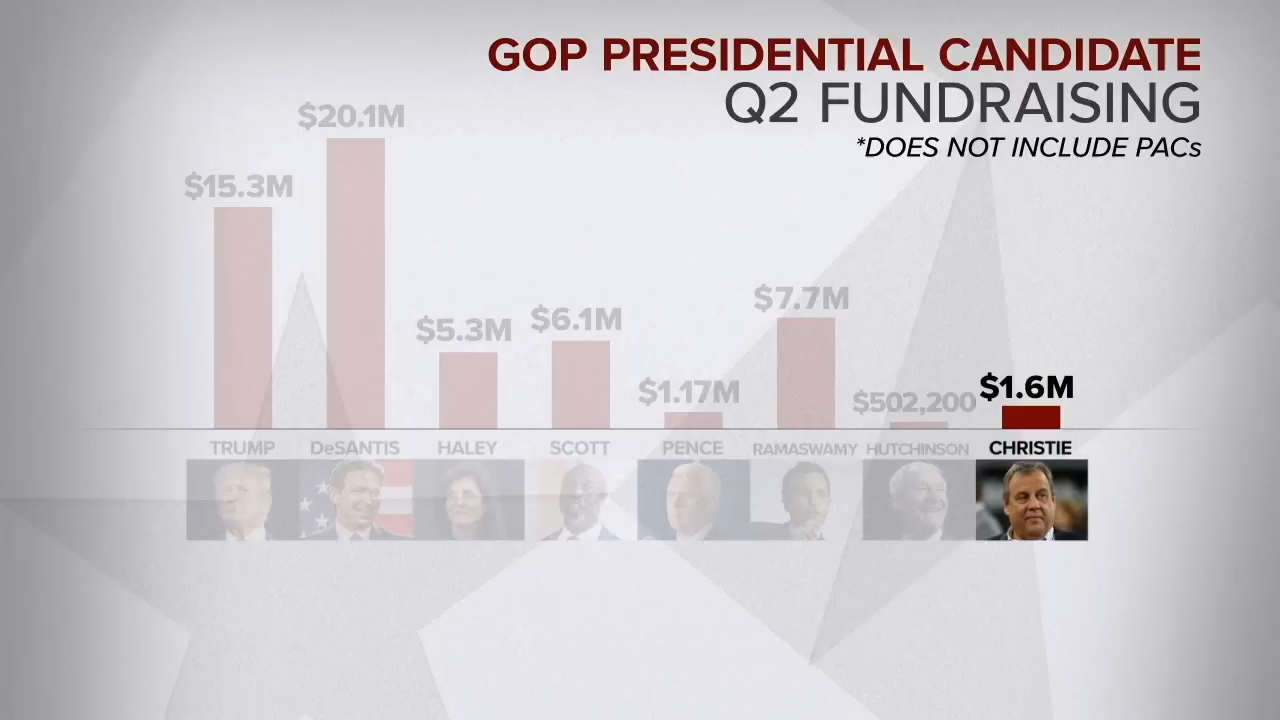 GOP PRESIDENTIAL CANDIDATE
Q2 FUNDRAISING
*DOES NOT INCLUDE PACs
$15.3M
$20.1M
$5.3M
$6.1M
$1.17M
$7.7M
$502,200
$1.6M
TRUMP
DeSANTIS
HALEY
SCOTT
PENCE
RAMASWAMY
HUTCHINSON
CHRISTIE